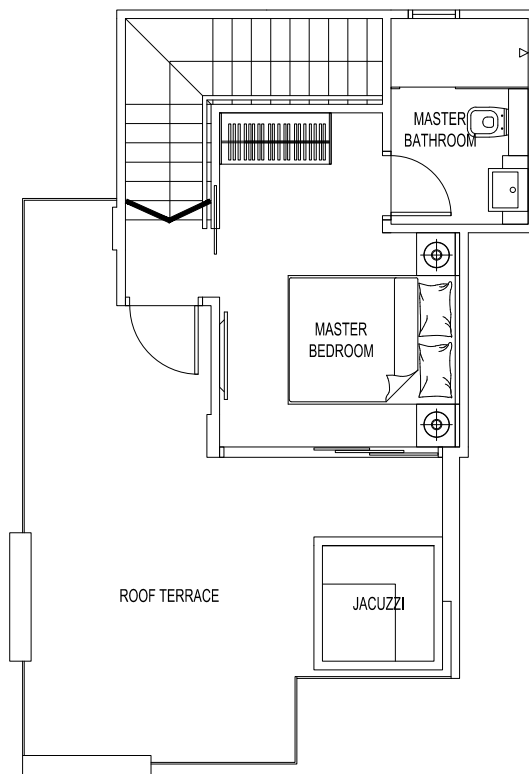 MASTER
BATHROOM
MASTER
BEDROOM
ROOF TERRACE
JACUZZI